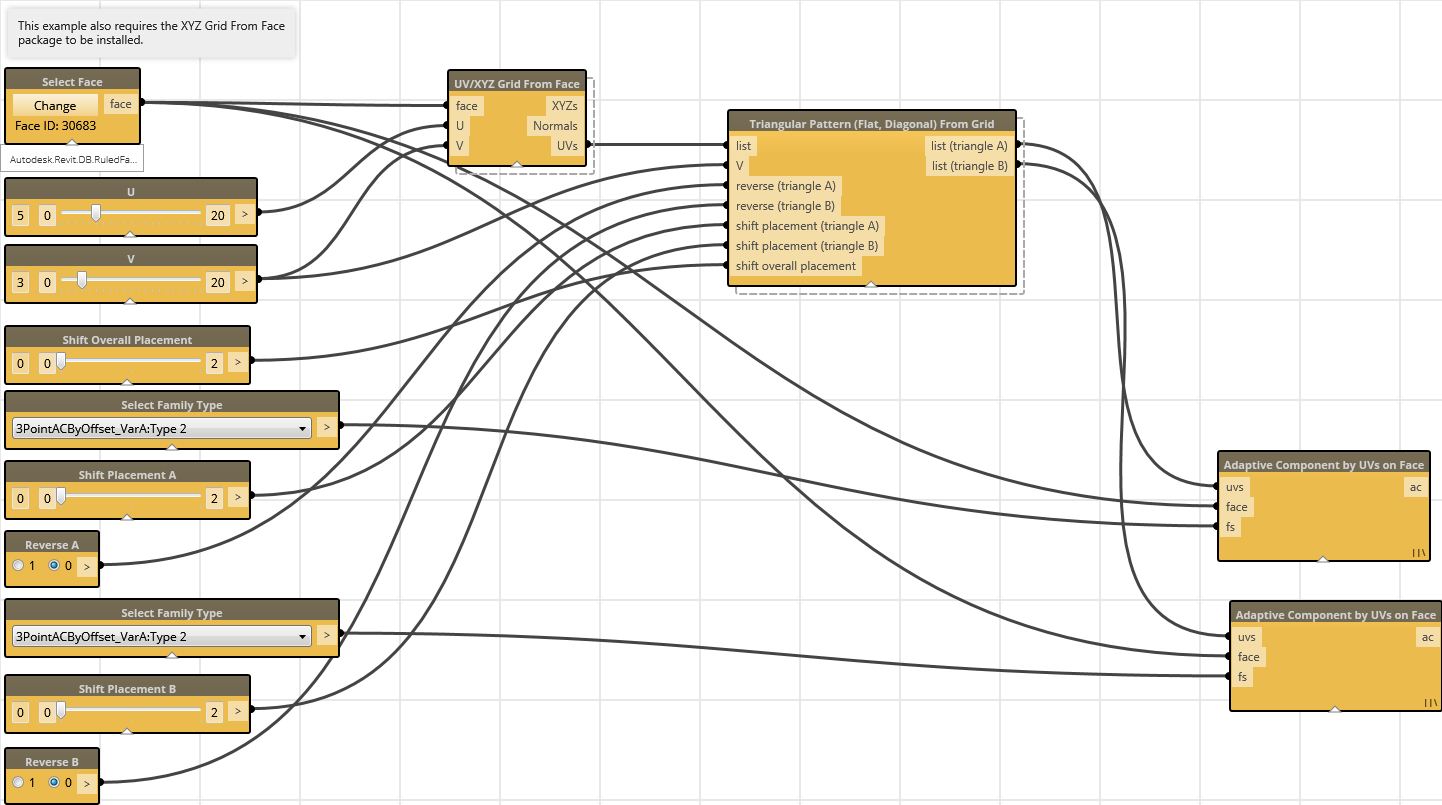 This example also requires the XYZ Grid From Face
package to be installed.
Select Face
Change face
Face ID: 30683
Autodesk.Revit.DB.RuledFa...
U
5 0 20 >
V
3 0 20 >
Shift Overall Placement
0 0 2 >
Select Family Type
3PointACByOffset_VarA:Type 2 >
Shift Placement A
0 0 2 >
Reverse A
1 0 >
Select Family Type
3PointACByOffset_VarA:Type 2 >
Shift Placement B
0 0 2 >
Reverse B
1 0 >
UV/XYZ Grid From Face
face XYZs
U Normals
V UVs
Triangular Pattern (Flat, Diagonal) From Grid
list list (triangle A)
V list (triangle B)
reverse (triangle A)
reverse (triangle B)
shift placement (triangle A)
shift placement (triangle B)
shift overall placement
Adaptive Component by UVs on Face
uvs ac
face
fs
Adaptive Component by UVs on Face
uvs ac
face
fs